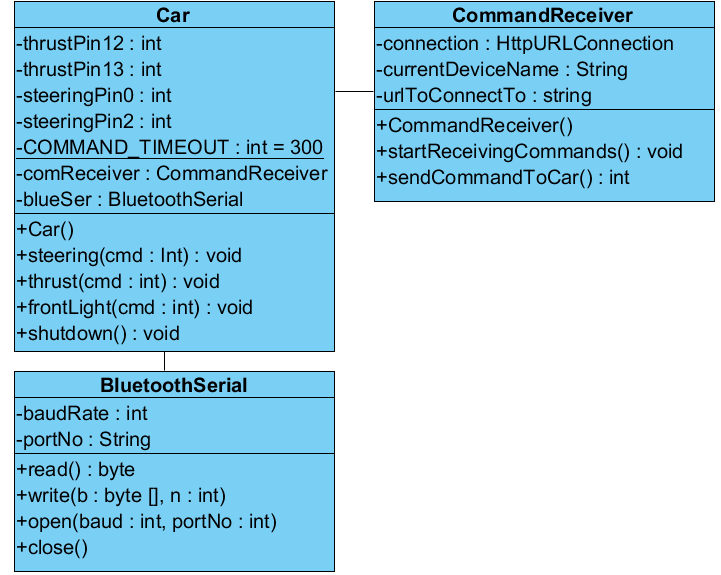 Car
-thrustPin12 : int
-thrustPin13 : int
-steeringPin0 : int
-steeringPin2 : int
-COMMAND_TIMEOUT : int = 300
-comReceiver : CommandReceiver
-blueSer : BluetoothSerial
+Car()
+steering(cmd : Int) : void
+thrust(cmd : int) : void
+frontLight(cmd : int) : void
+shutdown() : void
CommandReceiver
-connection : HttpURLConnection
-currentDeviceName : String
-urlToConnectTo : string
+CommandReceiver()
+startReceivingCommands() : void
+sendCommandToCar() : int
BluetoothSerial
-baudRate : int
-portNo : String
+read() : byte
+write(b : byte [], n : int)
+open(baud : int, portNo : int)
+close()